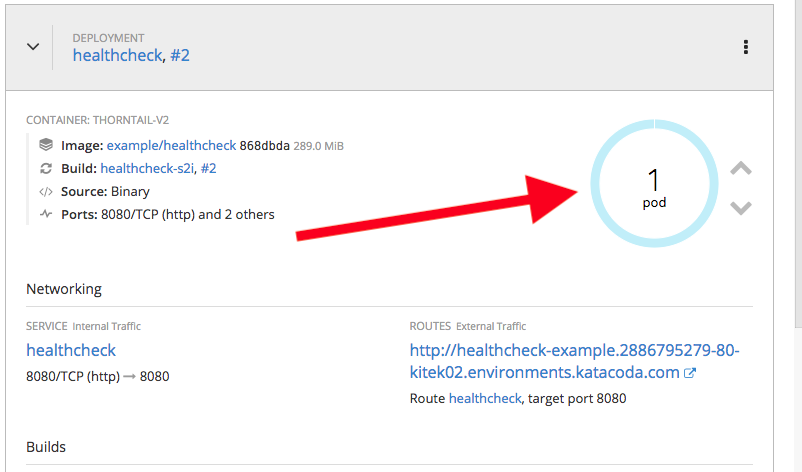 DEPLOYMENT
healthcheck, #2
CONTAINER: THORNTAIL-V2
Image: example/healthcheck 868dbda 289.0 MiB
Build: healthcheck-s2i, #2
Source: Binary
Ports: 8080/TCP (http) and 2 others
1
pod
Networking
SERVICE Internal Traffic
healthcheck
8080/TCP (http) → 8080
ROUTES External Traffic
http://healthcheck-example.2886795279-80-
kitek02.environments.katacoda.com
Route healthcheck, target port 8080
Builds